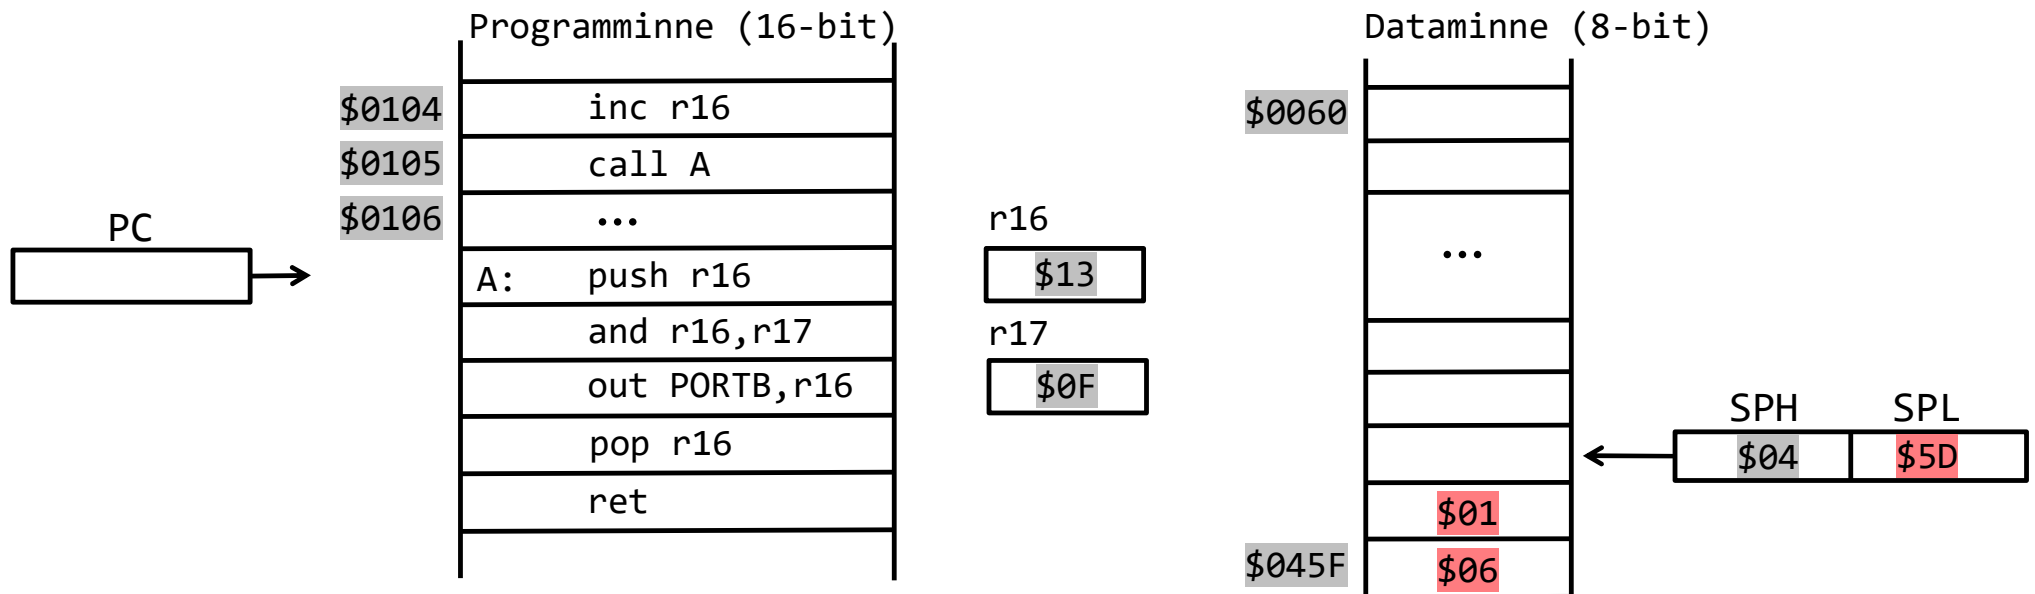 Programminne (16-bit)
Dataminne (8-bit)
$0104 inc r16
$0060
$0105 call A
$0106 ...
PC
r16
A: push r16
$13
...
and r16,r17
r17
out PORTB,r16
$0F
SPH SPL
pop r16
$04 $5D
ret
$01
$045F $06